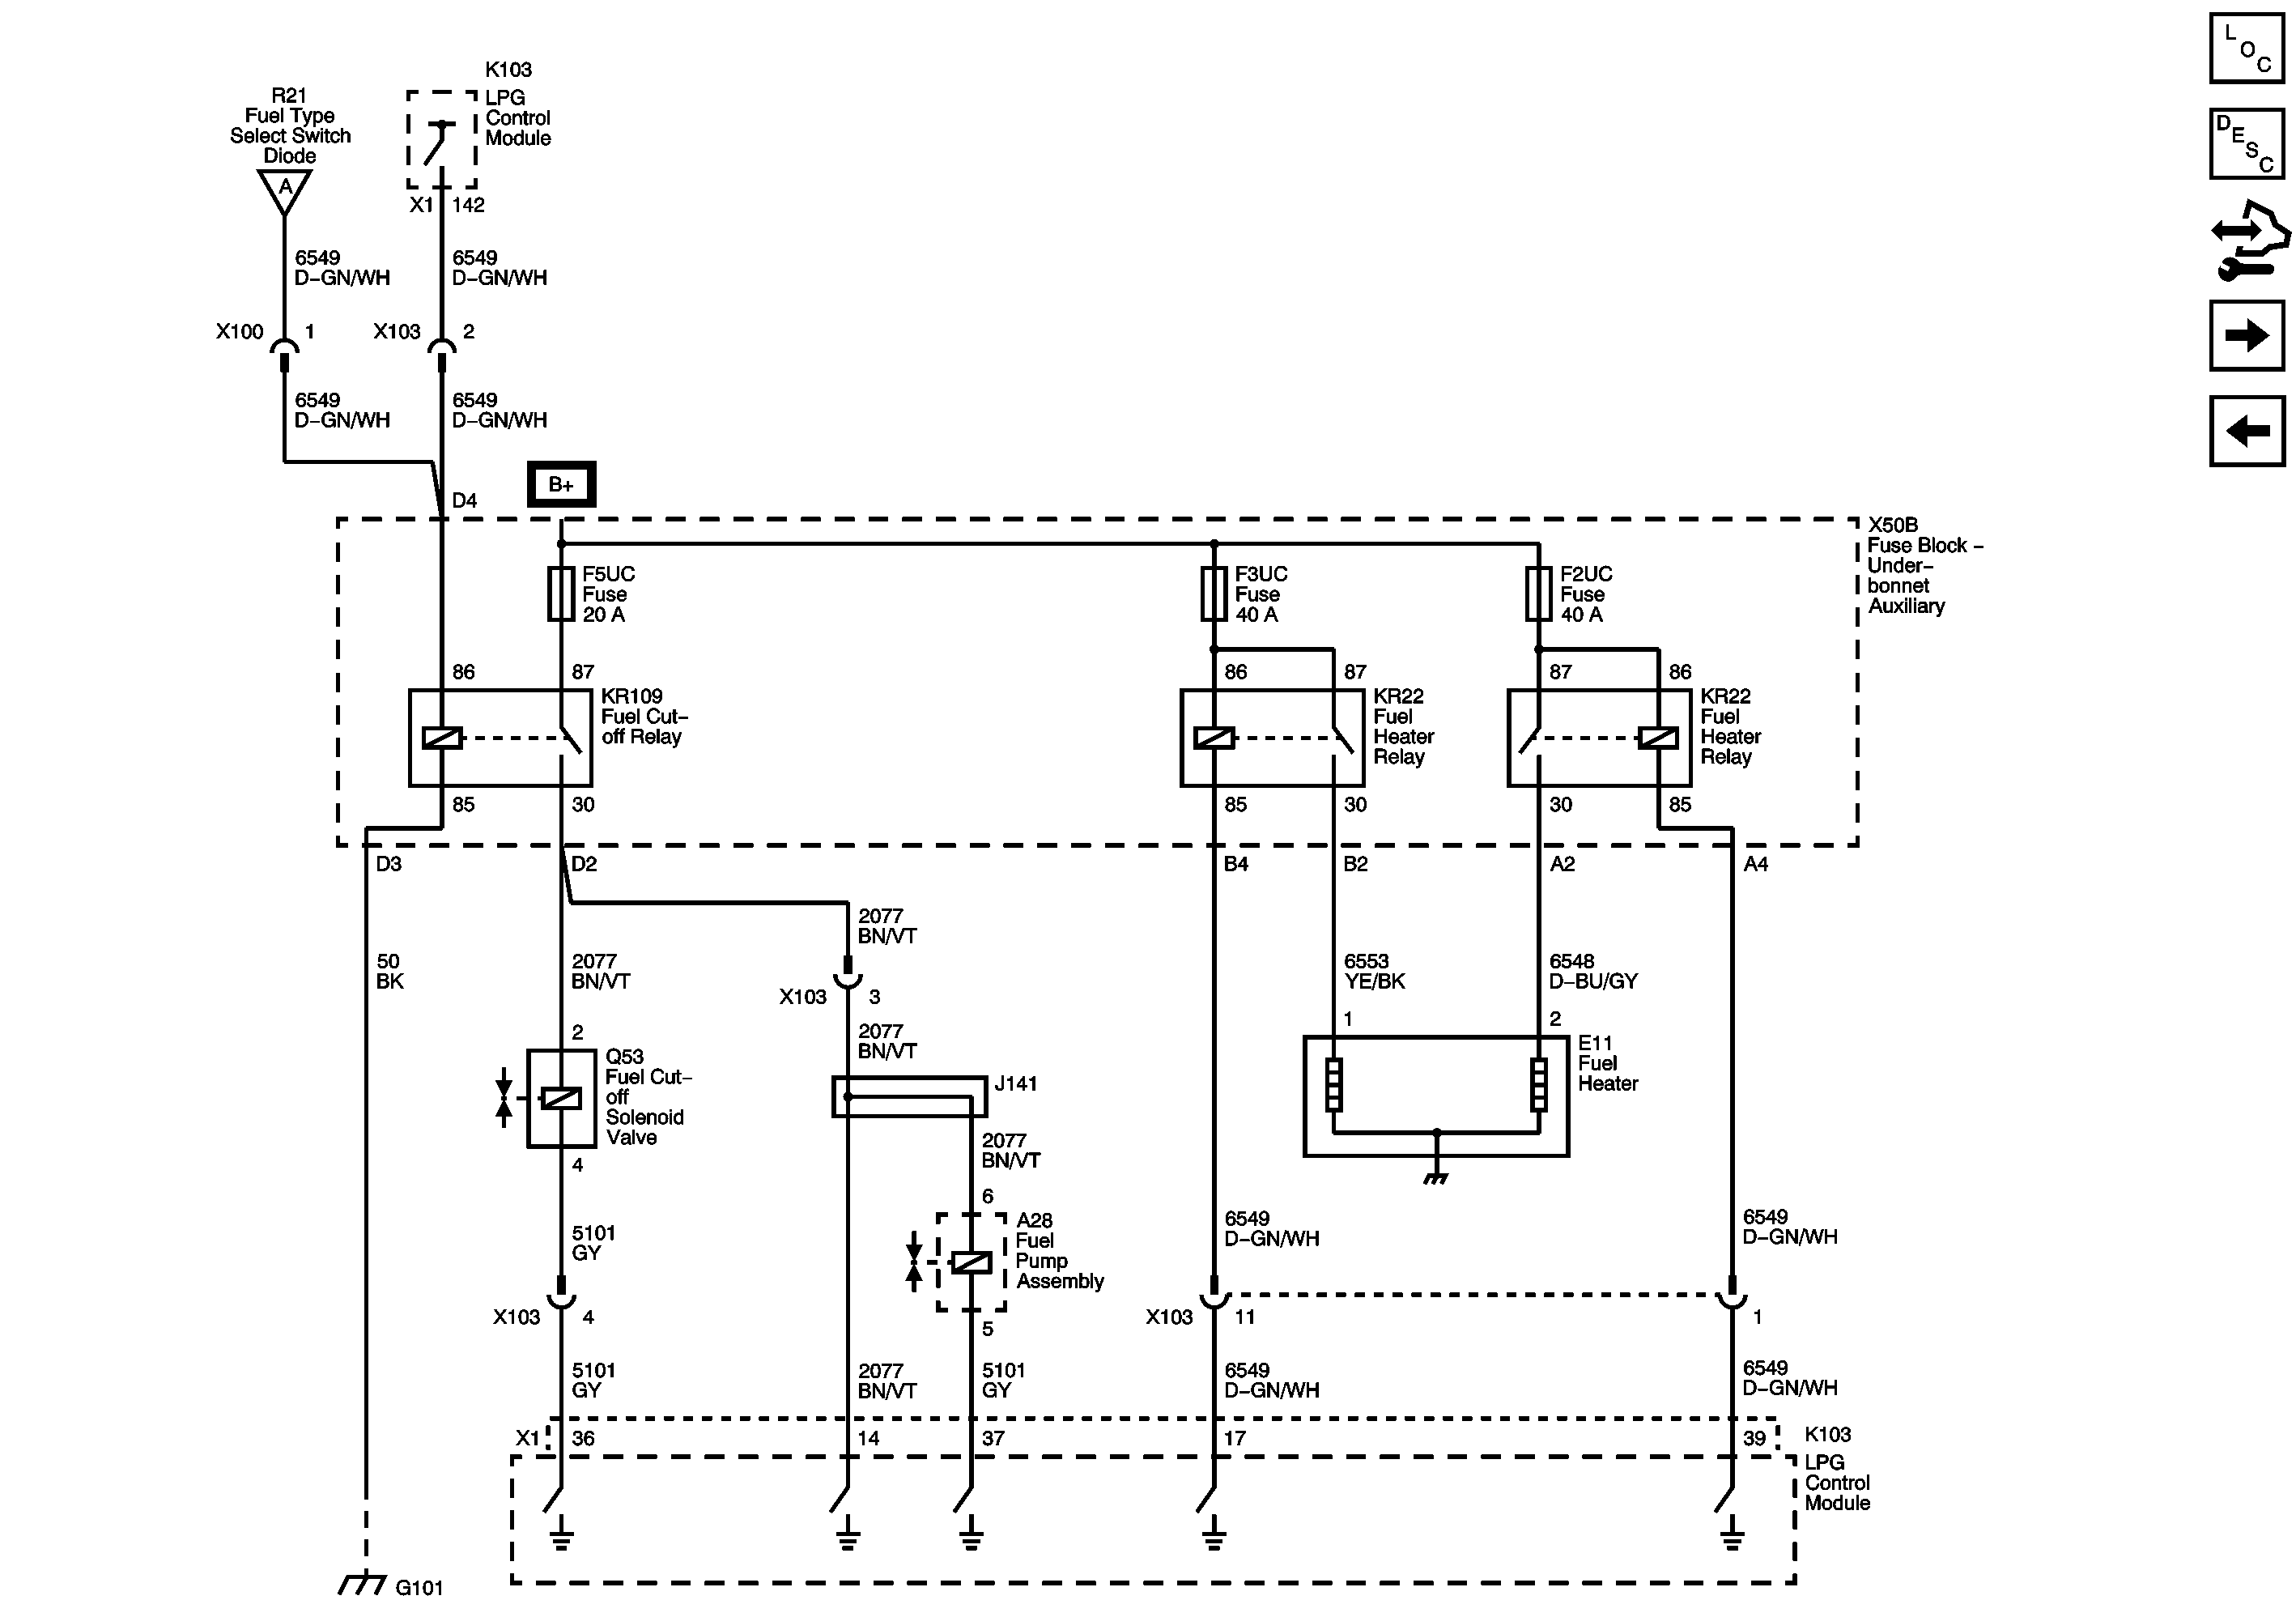 L
O
C
D
E
S
C
R21
Fuel Type
Select Switch
Diode
A
K103
LPG
Control
Module
X1 142
6549
D-GN/WH
6549
D-GN/WH
X100 1
X103 2
6549
D-GN/WH
6549
D-GN/WH
D4
B+
X50B
Fuse Block -
Under-
bonnet
Auxiliary
F5UC
Fuse
20 A
F3UC
Fuse
40 A
F2UC
Fuse
40 A
86 87
86 87
87 86
KR109
Fuel Cut-
off Relay
KR22
Fuel
Heater
Relay
KR22
Fuel
Heater
Relay
85 30
85 30
30 85
D3 D2 B4 B2 A2 A4
2077
BN/VT
50
BK
2077
BN/VT
6553
YE/BK
6548
D-BU/GY
X103 3
2077
BN/VT
2
1 2
Q53
Fuel Cut-
off
Solenoid
Valve
4
J141
E11
Fuel
Heater
2077
BN/VT
6
A28
Fuel
Pump
Assembly
5
5101
GY
6549
D-GN/WH
6549
D-GN/WH
X103 4
X103 11 1
5101
GY
2077
BN/VT
5101
GY
6549
D-GN/WH
6549
D-GN/WH
X1 36 14 37 17 39
K103
LPG
Control
Module
G101